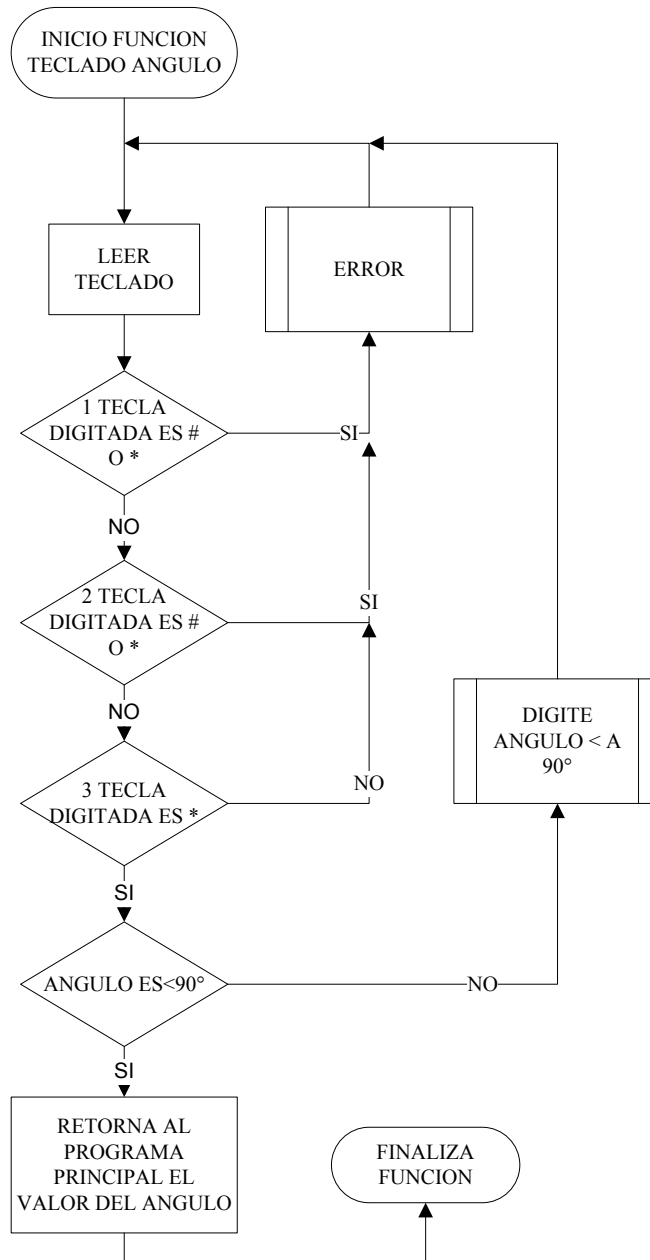 INICIO FUNCION
TECLADO ANGULO
LEER
TECLADO
ERROR
1 TECLA
DIGITADA ES #
O *
SI
NO
2 TECLA
DIGITADA ES #
O *
SI
NO
3 TECLA
DIGITADA ES *
NO
DIGITE
ANGULO < A
90°
SI
ANGULO ES<90°
NO
SI
RETORNA AL
PROGRAMA
PRINCIPAL EL
VALOR DEL ANGULO
FINALIZA
FUNCION